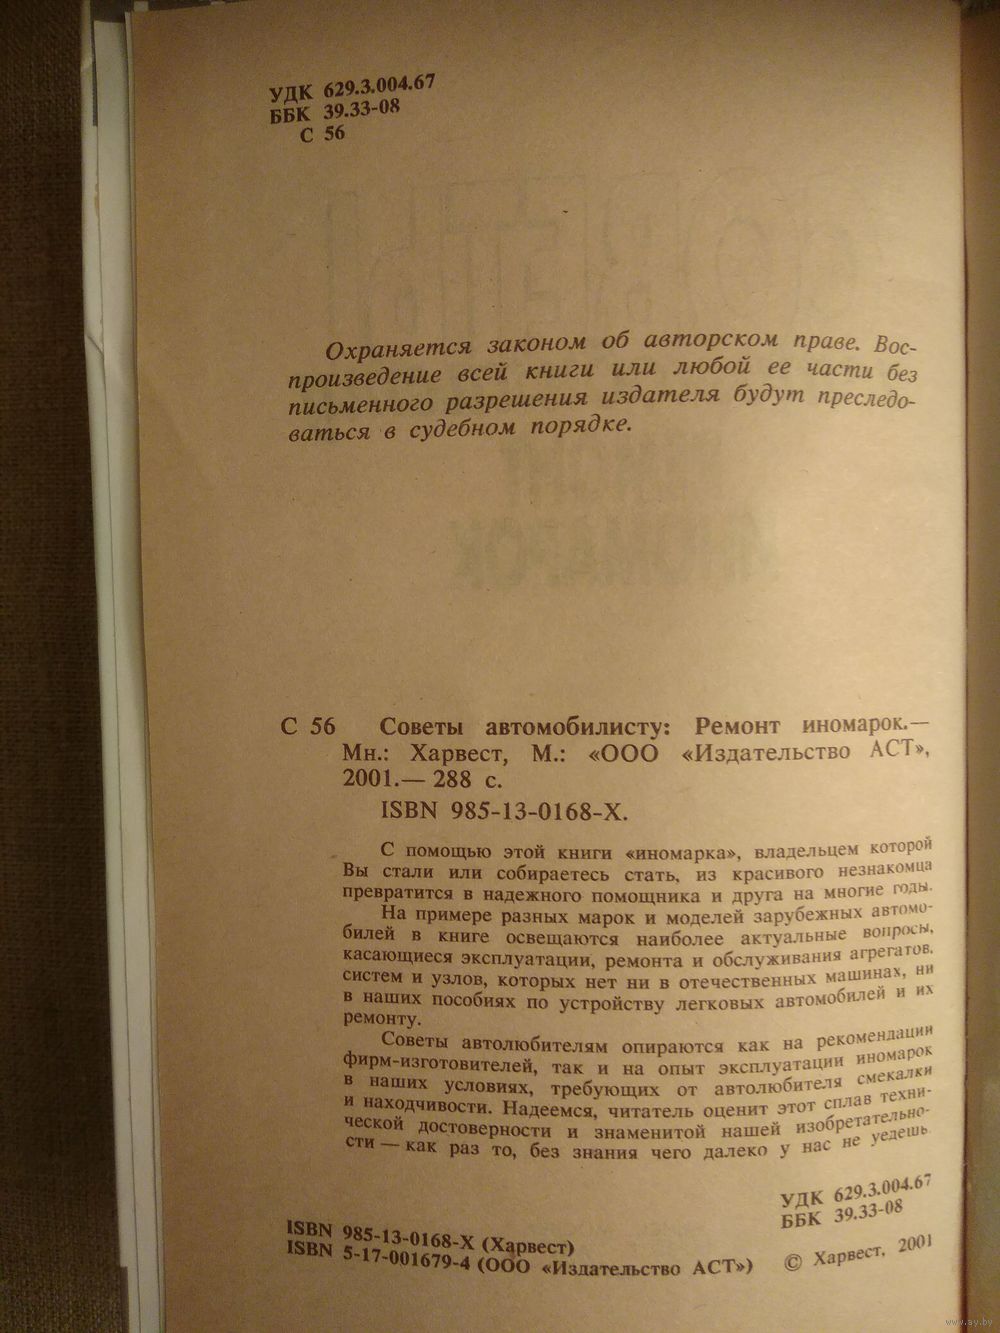 УДК 629.3.004.67
ББК 39.33-08
С 56
Охраняется законом об авторском праве. Вос-
произведение всей книги или любой ее части без
письменного разрешения издателя будут преследо-
ваться в судебном порядке.
С 56 Советы автомобилисту: Ремонт иномарок.—
Мн.: Харвест, М.: «ООО «Издательство АСТ»,
2001.— 288 с.
ISBN 985-13-0168-X.
С помощью этой книги «иномарка», владельцем которой
Вы стали или собираетесь стать, из красивого незнакомца
превратится в надежного помощника и друга на многие годы.
На примере разных марок и моделей зарубежных автомо-
билей в книге освещаются наиболее актуальные вопросы,
касающиеся эксплуатации, ремонта и обслуживания агрегатов,
систем и узлов, которых нет ни в отечественных машинах, ни
в наших пособиях по устройству легковых автомобилей и их
ремонту.
Советы автолюбителям опираются как на рекомендации
фирм-изготовителей, так и на опыт эксплуатации иномарок
в наших условиях, требующих от автолюбителя смекалки
и находчивости. Надеемся, читатель оценит этот сплав техни-
ческой достоверности и знаменитой нашей изобретательно-
сти — как раз то, без знания чего далеко у нас не уедешь.
УДК 629.3.004.67
ББК 39.33-08
ISBN 985-13-0168-X (Харвест)
ISBN 5-17-001679-4 (ООО «Издательство АСТ»)
© Харвест, 2001
www.ay.by